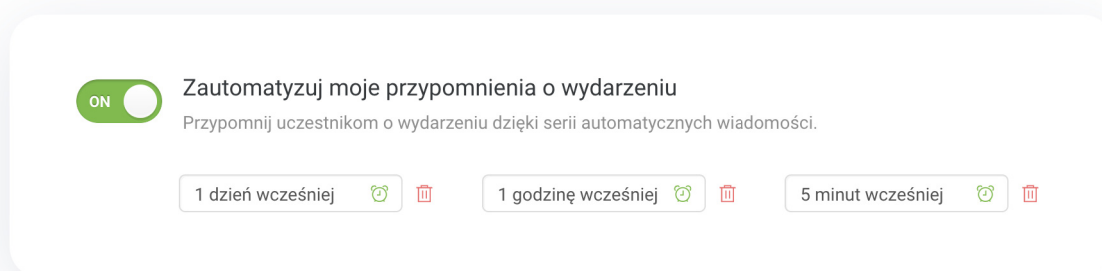 ON
Zautomatyzuj moje przypomnienia o wydarzeniu
Przypomnij uczestnikom o wydarzeniu dzięki serii automatycznych wiadomości.
1 dzień wcześniej
1 godzinę wcześniej
5 minut wcześniej